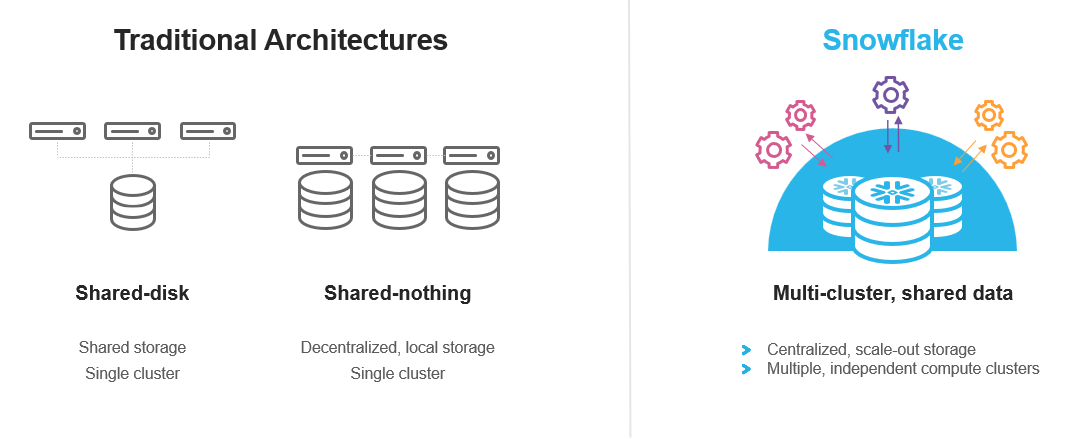 Traditional Architectures
Shared-disk
Shared storage
Single cluster
Shared-nothing
Decentralized, local storage
Single cluster
Snowflake
Multi-cluster, shared data
Centralized, scale-out storage
Multiple, independent compute clusters